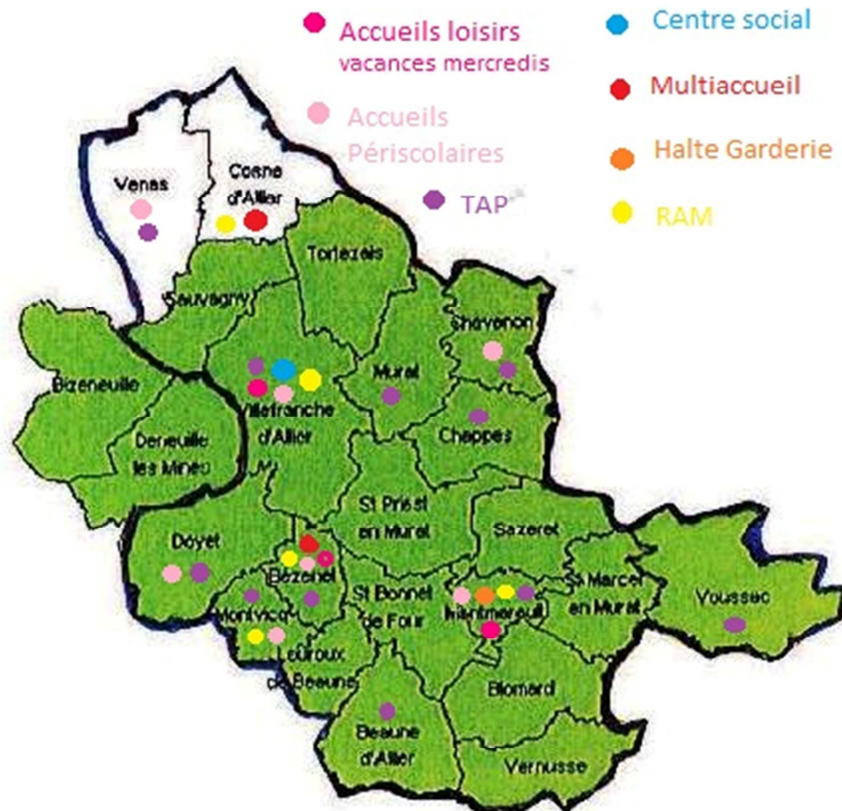 Accueils loisirs
vacances mercredis
Centre social
Multiaccueil
Accueils
Périscolaires
Halte Garderie
TAP
RAM
Venas
Cosne
d'Allier
Tortezais
Sauvagny
Chavenon
Bizeneuille
Murat
Villefranche
d'Allier
Deneuille
les Mines
Chappes
St Priest
en Murat
Sazeret
Doyet
Bézenet
St Bonnet
de Four
Montmarault
St Marcel
en Murat
Voussac
Montvicq
Louroux
de Beaune
Blomard
Beaune
d'Allier
Vernusse